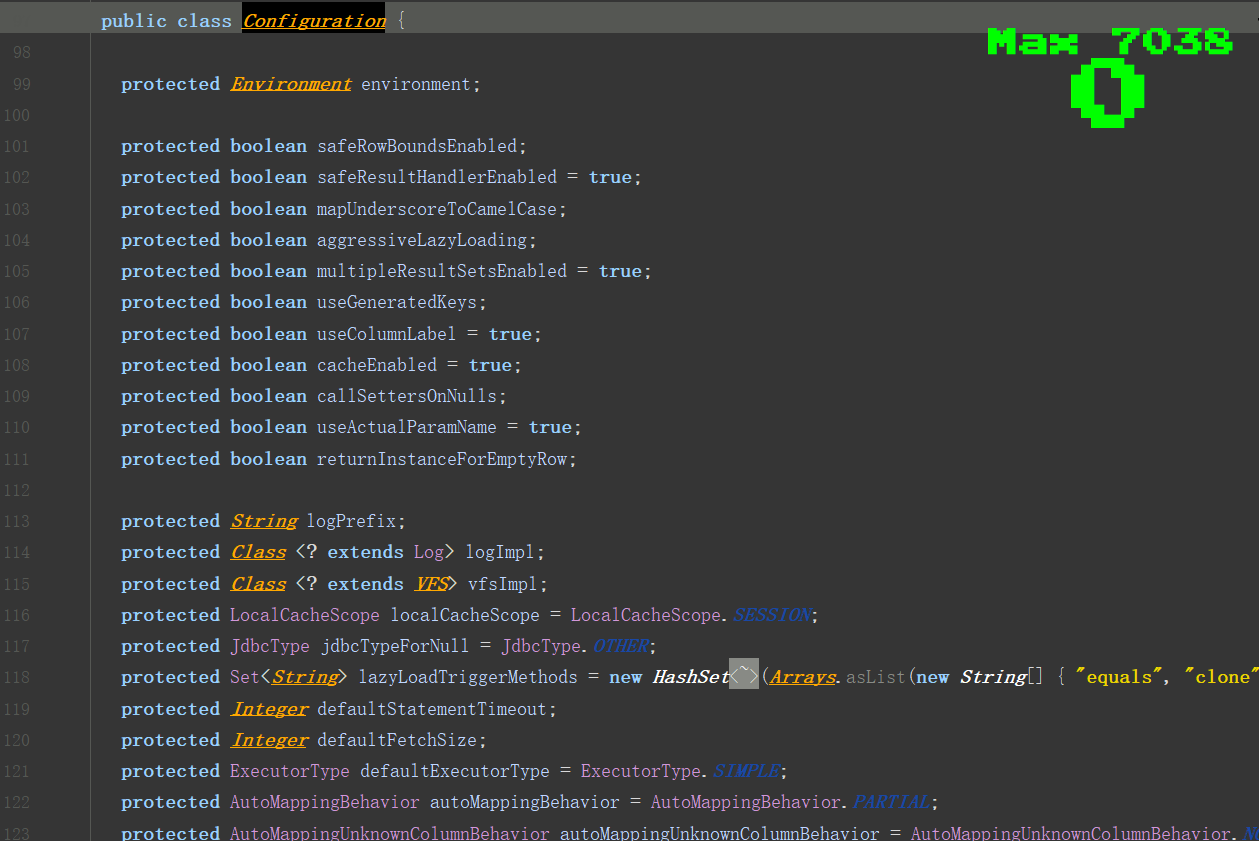 public class Configuration {
Max 7038
0
98
99 protected Environment environment;
100
101 protected boolean safeRowBoundsEnabled;
102 protected boolean safeResultHandlerEnabled = true;
103 protected boolean mapUnderscoreToCamelCase;
104 protected boolean aggressiveLazyLoading;
105 protected boolean multipleResultSetsEnabled = true;
106 protected boolean useGeneratedKeys;
107 protected boolean useColumnLabel = true;
108 protected boolean cacheEnabled = true;
109 protected boolean callSettersOnNulls;
110 protected boolean useActualParamName = true;
111 protected boolean returnInstanceForEmptyRow;
112
113 protected String logPrefix;
114 protected Class <? extends Log> logImpl;
115 protected Class <? extends VFS> vfsImpl;
116 protected LocalCacheScope localCacheScope = LocalCacheScope.SESSION;
117 protected JdbcType jdbcTypeForNull = JdbcType.OTHER;
118 protected Set<String> lazyLoadTriggerMethods = new HashSet<~>(Arrays.asList(new String[] { "equals", "clone"
119 protected Integer defaultStatementTimeout;
120 protected Integer defaultFetchSize;
121 protected ExecutorType defaultExecutorType = ExecutorType.SIMPLE;
122 protected AutoMappingBehavior autoMappingBehavior = AutoMappingBehavior.PARTIAL;
123 protected AutoMappingUnknownColumnBehavior autoMappingUnknownColumnBehavior = AutoMappingUnknownColumnBehavior.